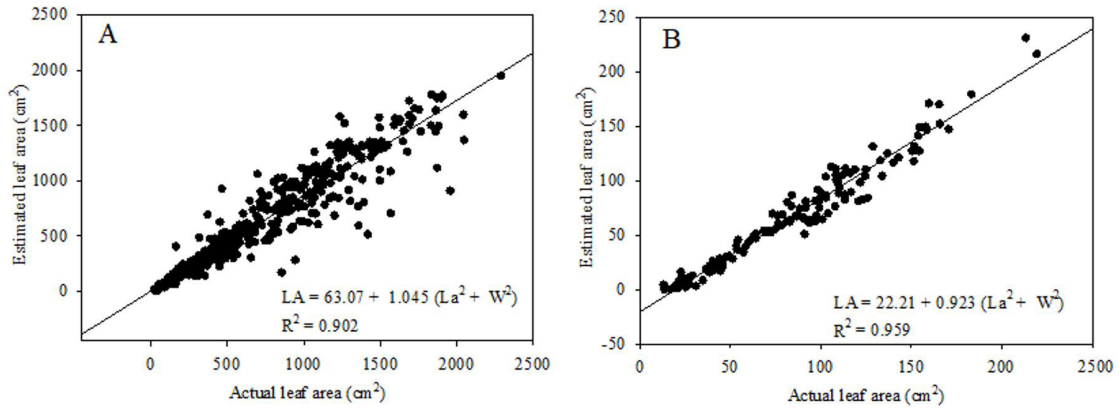 A
Estimated leaf area (cm²)
2500
2000
1500
1000
500
0
LA = 63.07 + 1.045 (La² + W²)
R² = 0.902
0 500 1000 1500 2000 2500
Actual leaf area (cm²)
B
Estimated leaf area (cm²)
250
200
150
100
50
0
-50
LA = 22.21 + 0.923 (La² + W²)
R² = 0.959
0 50 100 150 200 2500
Actual leaf area (cm²)